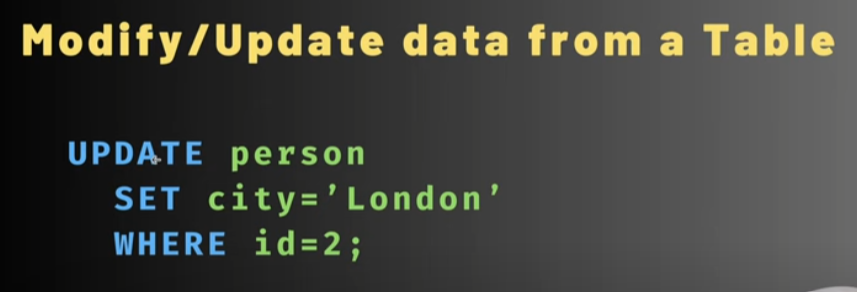 Modify/Update data from a Table
UPDATE person
SET city=’London’
WHERE id=2;